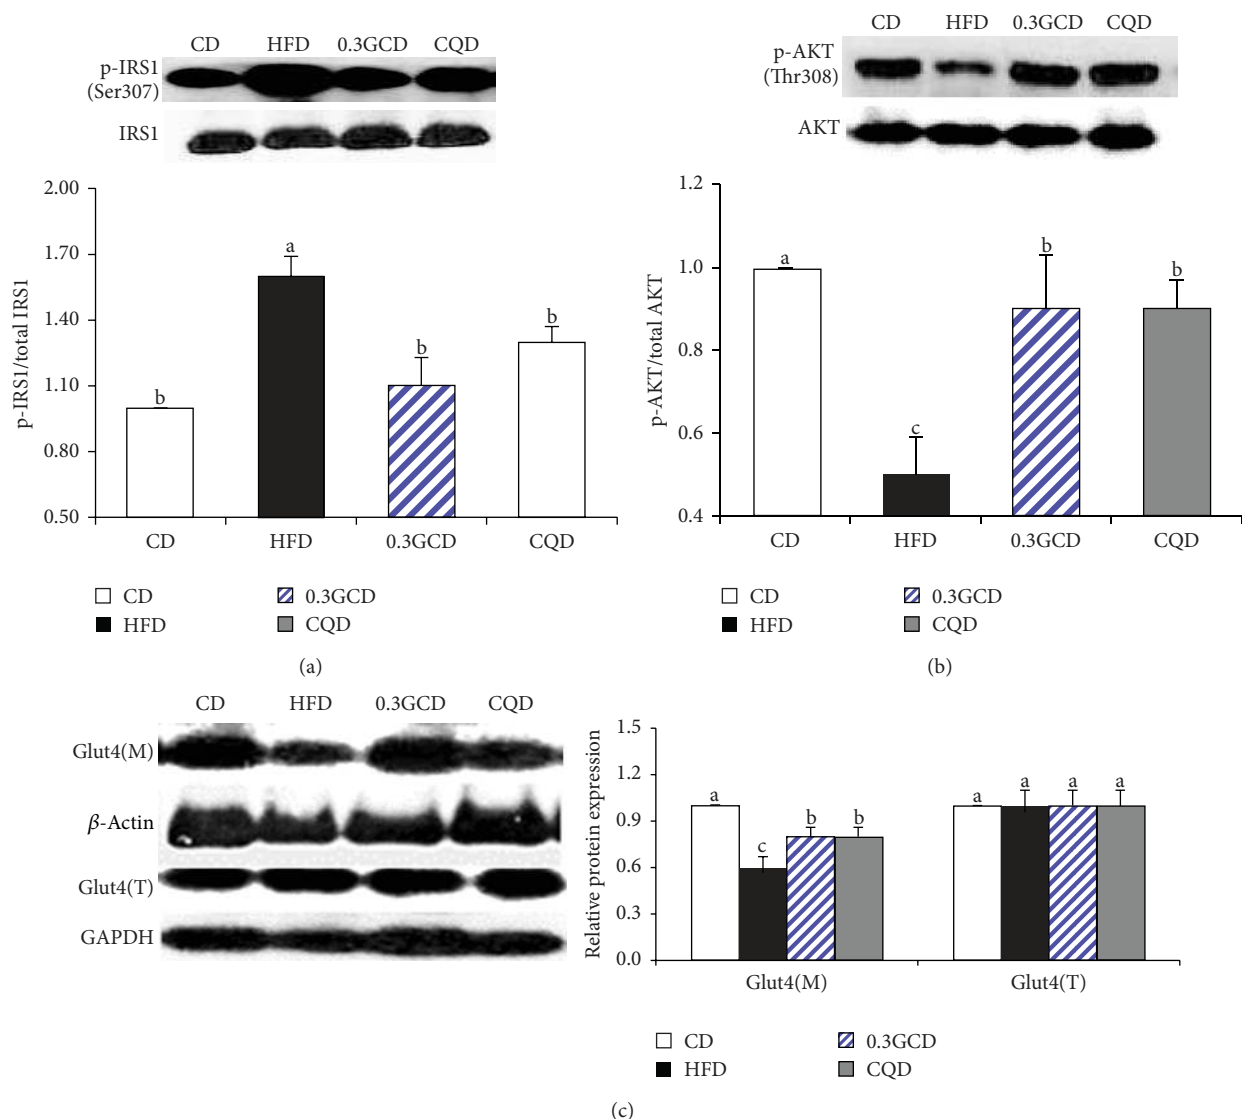 CD HFD 0.3GCD CQD
p-IRS1
(Ser307)
IRS1
2.00
1.70
1.40
1.10
0.80
0.50
p-IRS1/total IRS1
b
a
b
b
CD HFD 0.3GCD CQD
CD 0.3GCD
HFD CQD
(a)
CD HFD 0.3GCD CQD
p-AKT
(Thr308)
AKT
1.2
1.0
0.8
0.6
0.4
p-AKT/total AKT
a
c
b
b
CD HFD 0.3GCD CQD
CD 0.3GCD
HFD CQD
(b)
CD HFD 0.3GCD CQD
Glut4(M)
β-Actin
Glut4(T)
GAPDH
1.5
1.2
0.9
0.6
0.3
0.0
Relative protein expression
a c b b a a a a
Glut4(M) Glut4(T)
CD 0.3GCD
HFD CQD
(c)